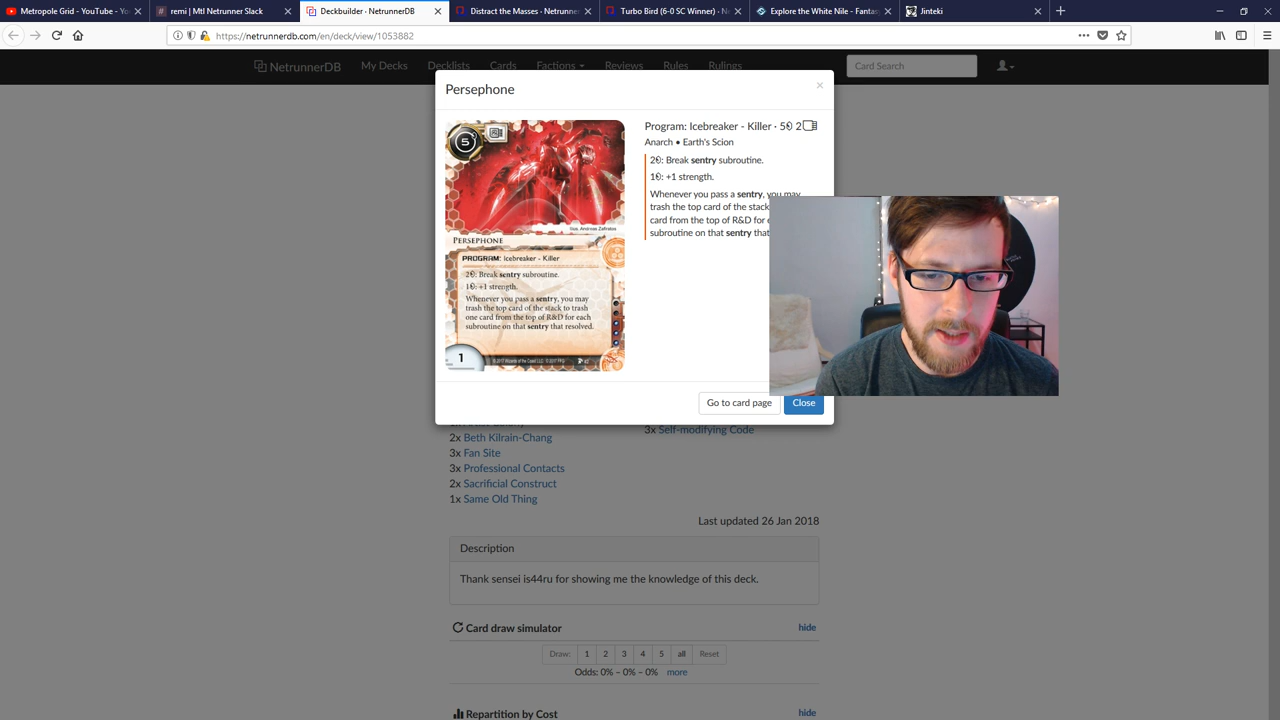 Metropole Grid - YouTube - You
remi | Mtl Netrunner Slack
Deckbuilder · NetrunnerDB
Distract the Masses · Netrunner
Turbo Bird (6-0 SC Winner) · N
Explore the White Nile - Fantasy
Jinteki
https://netrunnerdb.com/en/deck/view/1053882
NetrunnerDB
My Decks
Decklists
Cards
Factions
Reviews
Rules
Rulings
Card Search
Persephone
5
Illus. Andreas Zafiratos
PERSEPHONE
PROGRAM: Icebreaker - Killer
2: Break sentry subroutine.
1: +1 strength.
Whenever you pass a sentry, you may
trash the top card of the stack to trash
one card from the top of R&D for each
subroutine on that sentry that resolved.
1
Program: Icebreaker - Killer · 5 2
Anarch • Earth's Scion
2: Break sentry subroutine.
1: +1 strength.
Whenever you pass a sentry, you may
trash the top card of the stack
card from the top of R&D for
subroutine on that sentry that
Go to card page
Close
2x Beth Kilrain-Chang
3x Fan Site
3x Professional Contacts
2x Sacrificial Construct
1x Same Old Thing
3x Self-modifying Code
Last updated 26 Jan 2018
Description
Thank sensei is44ru for showing me the knowledge of this deck.
Card draw simulator
hide
Draw: 1 2 3 4 5 all Reset
Odds: 0% – 0% – 0% more
Repartition by Cost
hide